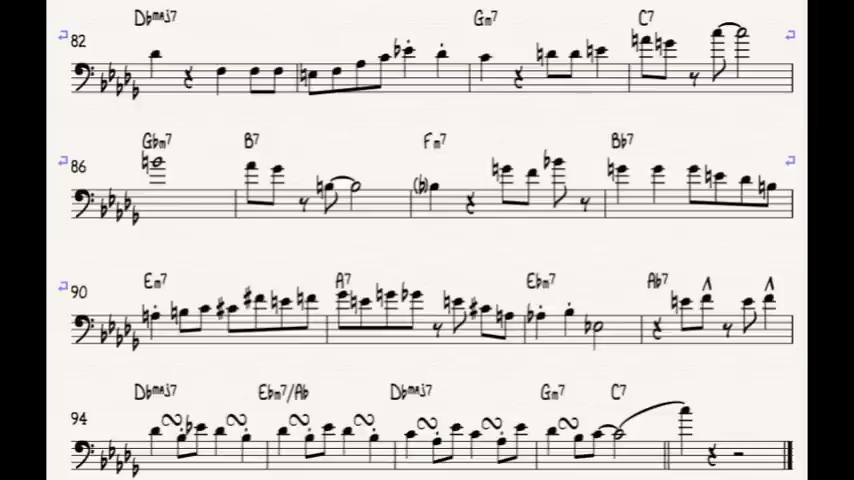 Dbmaj7 Gm7 C7
82
Gbm7 B7 Fm7 Bb7
86
Em7 A7 Ebm7 Ab7
90
Dbmaj7 Ebm7/Ab Dbmaj7 Gm7 C7
94